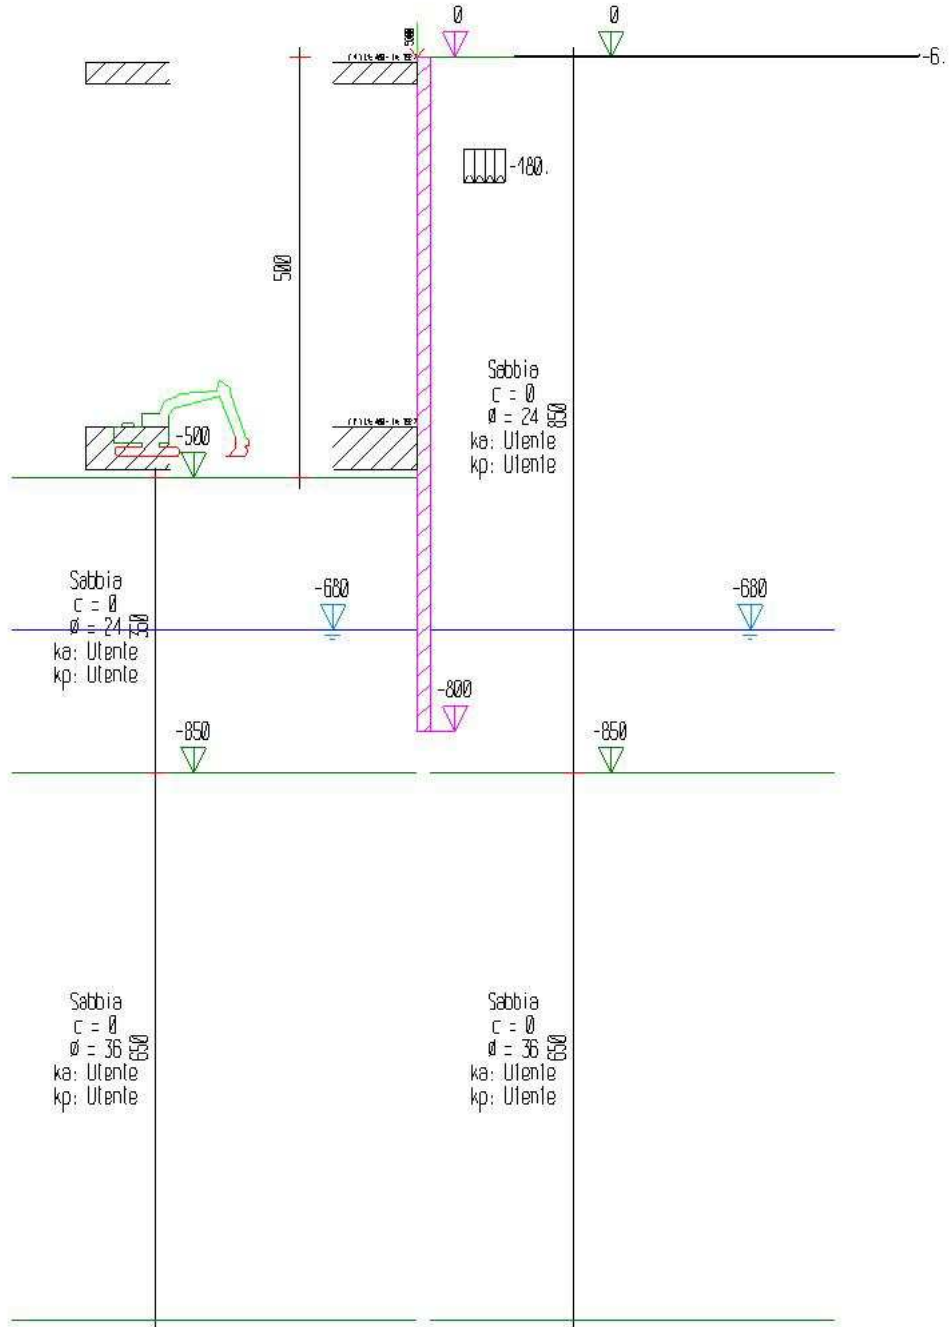 0
0
-6.
500
-180.
Sabbia
c = 0
ø = 24
ka: Utente
kp: Utente
850
-500
Sabbia
c = 0
ø = 24
ka: Utente
kp: Utente
350
-680
-680
-800
-850
-850
Sabbia
c = 0
ø = 36
ka: Utente
kp: Utente
650
Sabbia
c = 0
ø = 36
ka: Utente
kp: Utente
650